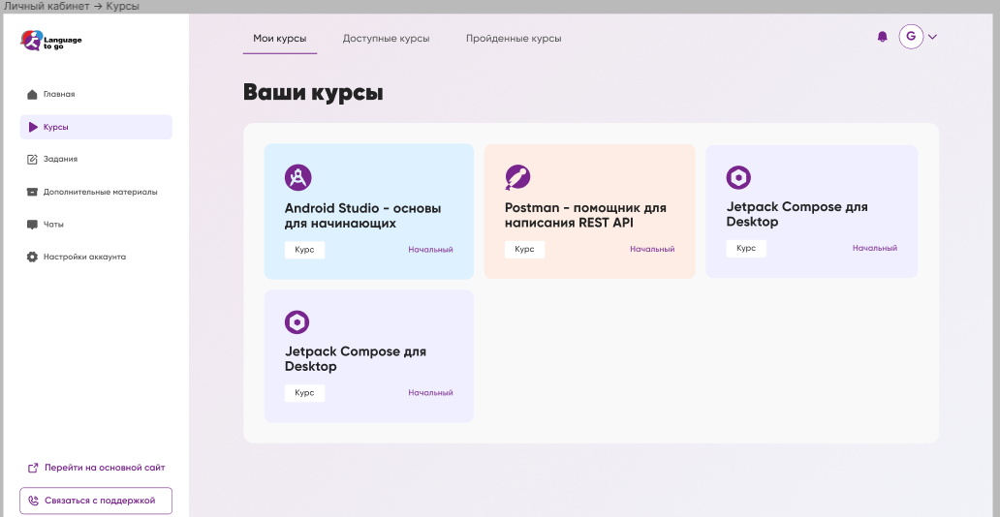 Личный кабинет → Курсы
Language
to go
Мои курсы
Доступные курсы
Пройденные курсы
G
Главная
Курсы
Задания
Дополнительные материалы
Чаты
Настройки аккаунта
Ваши курсы
Android Studio - основы
для начинающих
Курс
Начальный
Postman - помощник для
написания REST API
Курс
Начальный
Jetpack Compose для
Desktop
Курс
Начальный
Jetpack Compose для
Desktop
Курс
Начальный
Перейти на основной сайт
Связаться с поддержкой